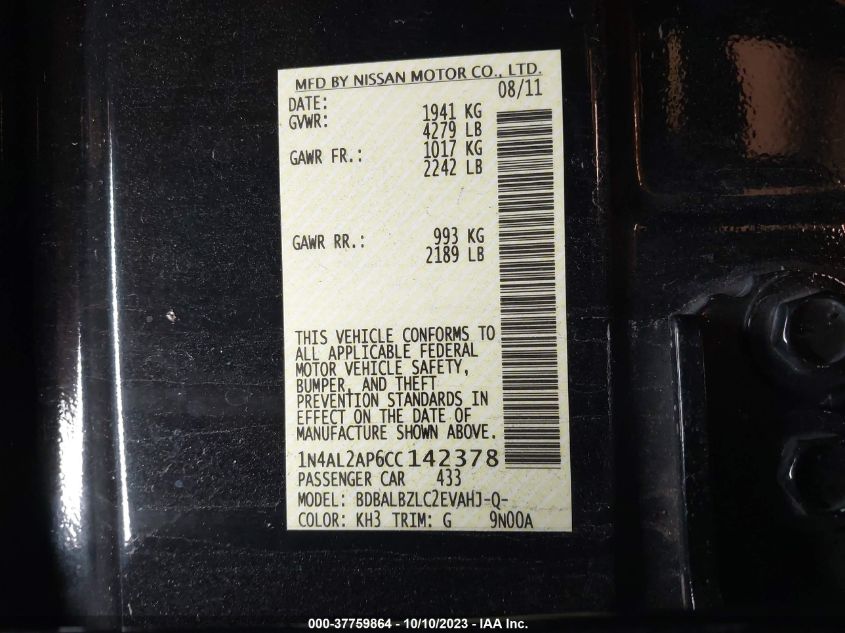 MFD BY NISSAN MOTOR CO., LTD.
DATE: 08/11
GVWR: 1941 KG
4279 LB
GAWR FR.: 1017 KG
2242 LB
GAWR RR.: 993 KG
2189 LB
THIS VEHICLE CONFORMS TO
ALL APPLICABLE FEDERAL
MOTOR VEHICLE SAFETY,
BUMPER, AND THEFT
PREVENTION STANDARDS IN
EFFECT ON THE DATE OF
MANUFACTURE SHOWN ABOVE.
1N4AL2AP6CC142378
PASSENGER CAR 433
MODEL: BDBALBZLC2EVAHJ-Q-
COLOR: KH3 TRIM: G 9N00A
000-37759864 - 10/10/2023 - IAA Inc.